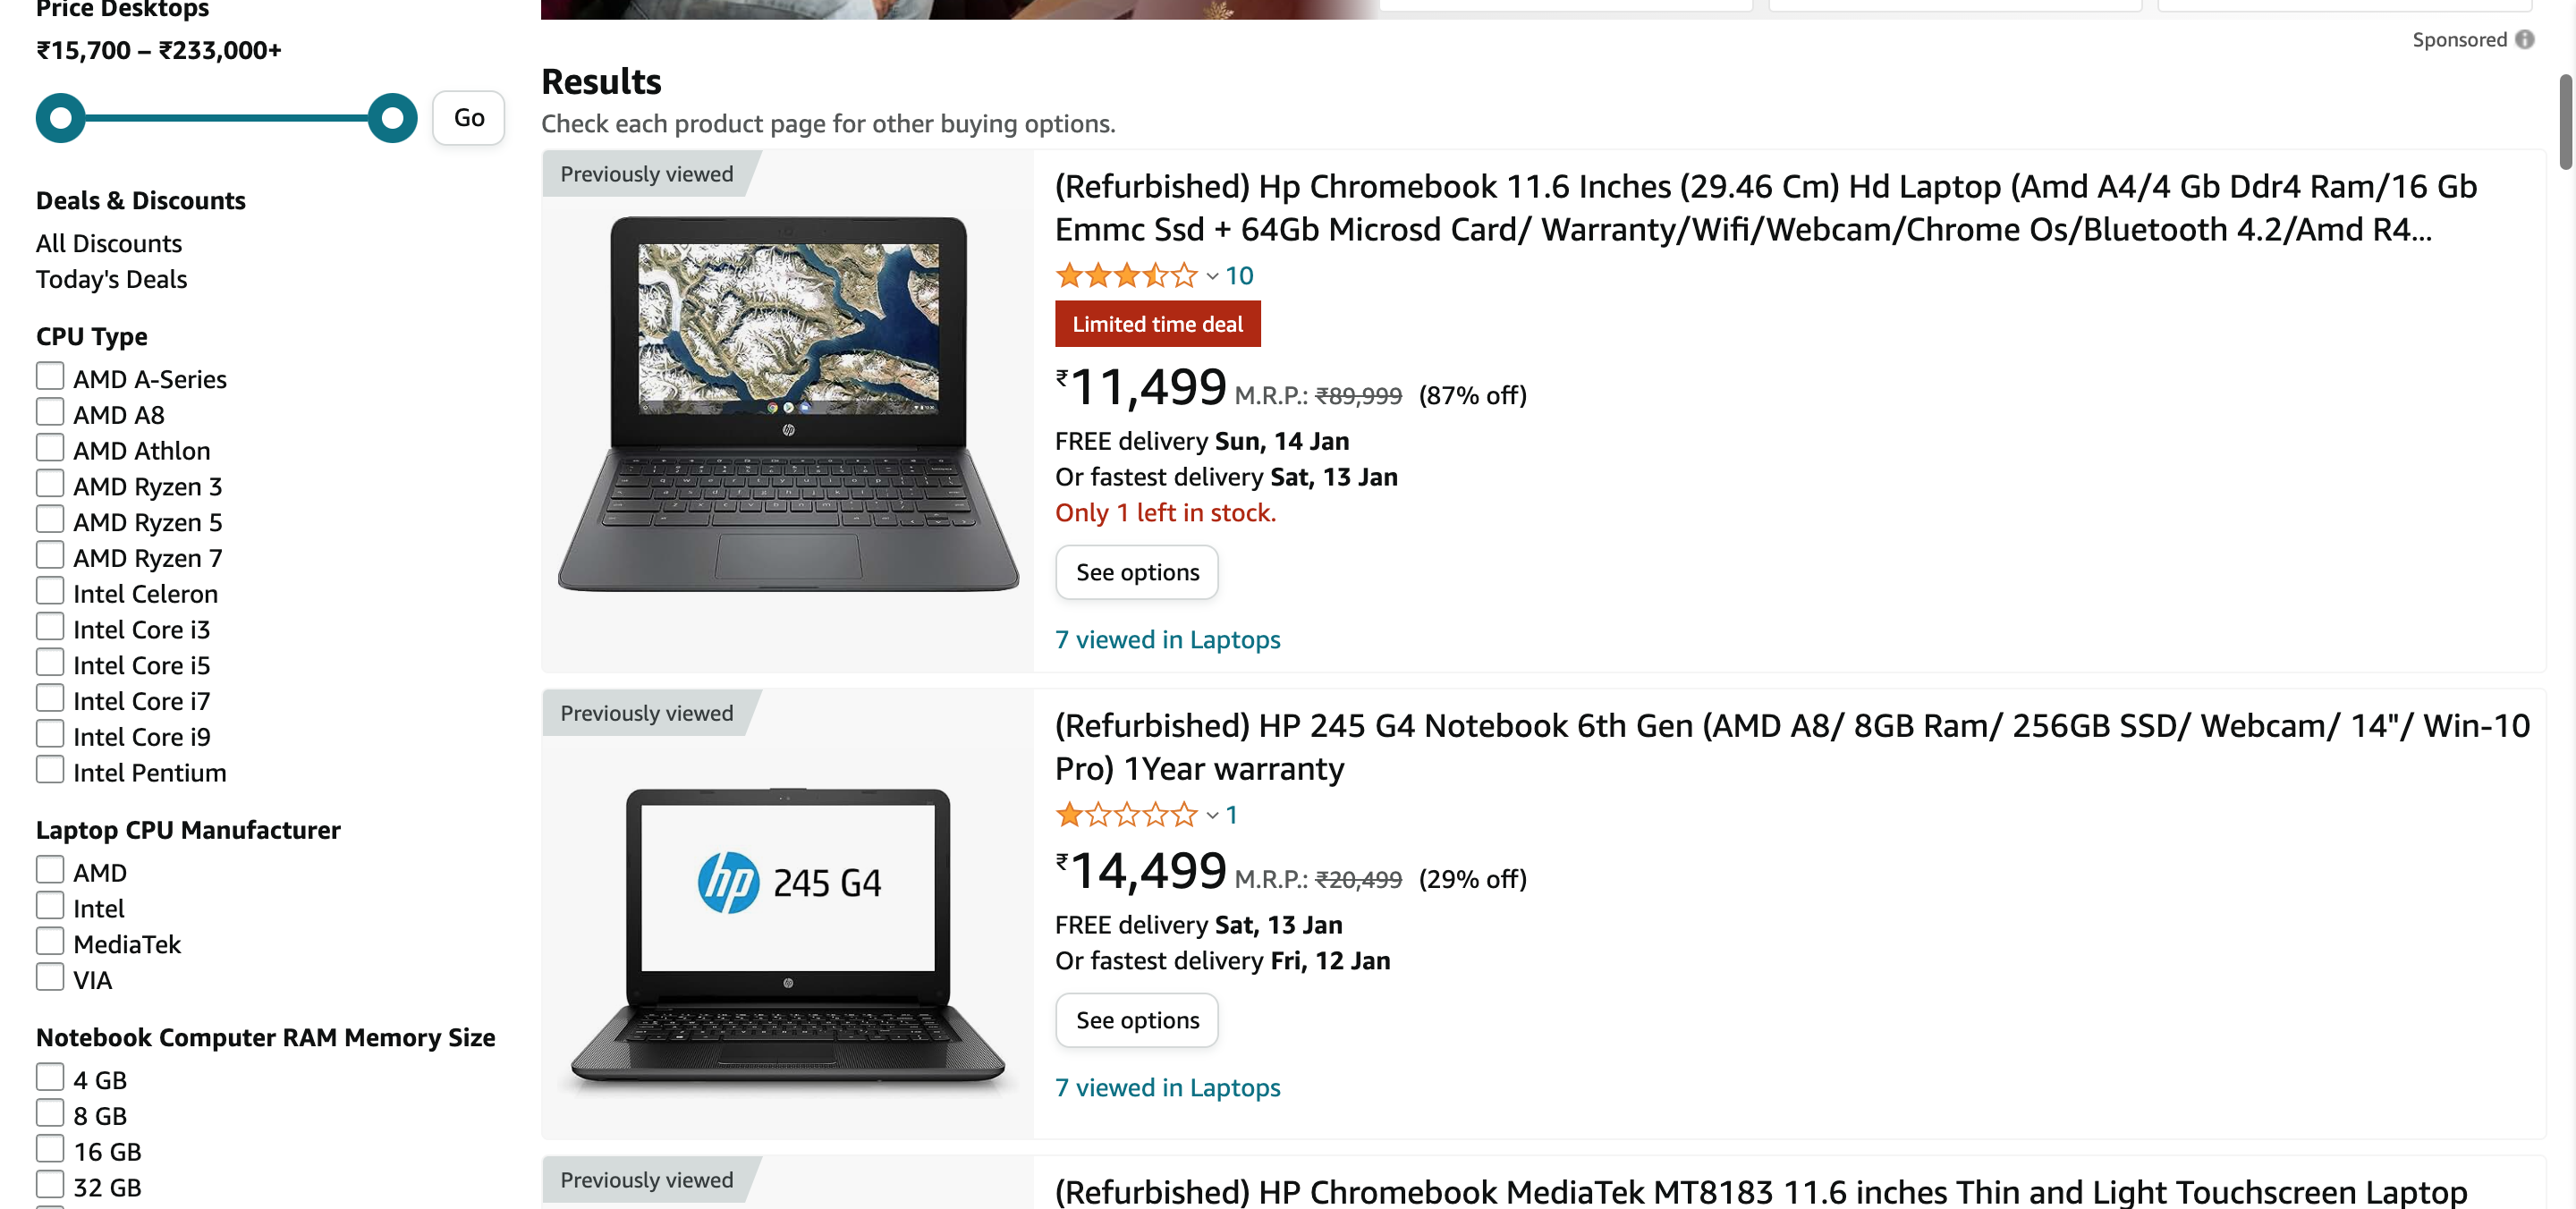 Price Desktops
₹15,700 – ₹233,000+
Go
Deals & Discounts
All Discounts
Today's Deals
CPU Type
AMD A-Series
AMD A8
AMD Athlon
AMD Ryzen 3
AMD Ryzen 5
AMD Ryzen 7
Intel Celeron
Intel Core i3
Intel Core i5
Intel Core i7
Intel Core i9
Intel Pentium
Laptop CPU Manufacturer
AMD
Intel
MediaTek
VIA
Notebook Computer RAM Memory Size
4 GB
8 GB
16 GB
32 GB
Sponsored
Results
Check each product page for other buying options.
Previously viewed
(Refurbished) Hp Chromebook 11.6 Inches (29.46 Cm) Hd Laptop (Amd A4/4 Gb Ddr4 Ram/16 Gb
Emmc Ssd + 64Gb Microsd Card/ Warranty/Wifi/Webcam/Chrome Os/Bluetooth 4.2/Amd R4...
10
Limited time deal
₹11,499 M.R.P.: ₹89,999 (87% off)
FREE delivery Sun, 14 Jan
Or fastest delivery Sat, 13 Jan
Only 1 left in stock.
See options
7 viewed in Laptops
Previously viewed
hp 245 G4
(Refurbished) HP 245 G4 Notebook 6th Gen (AMD A8/ 8GB Ram/ 256GB SSD/ Webcam/ 14"/ Win-10
Pro) 1Year warranty
1
₹14,499 M.R.P.: ₹20,499 (29% off)
FREE delivery Sat, 13 Jan
Or fastest delivery Fri, 12 Jan
See options
7 viewed in Laptops
Previously viewed
(Refurbished) HP Chromebook MediaTek MT8183 11.6 inches Thin and Light Touchscreen Laptop